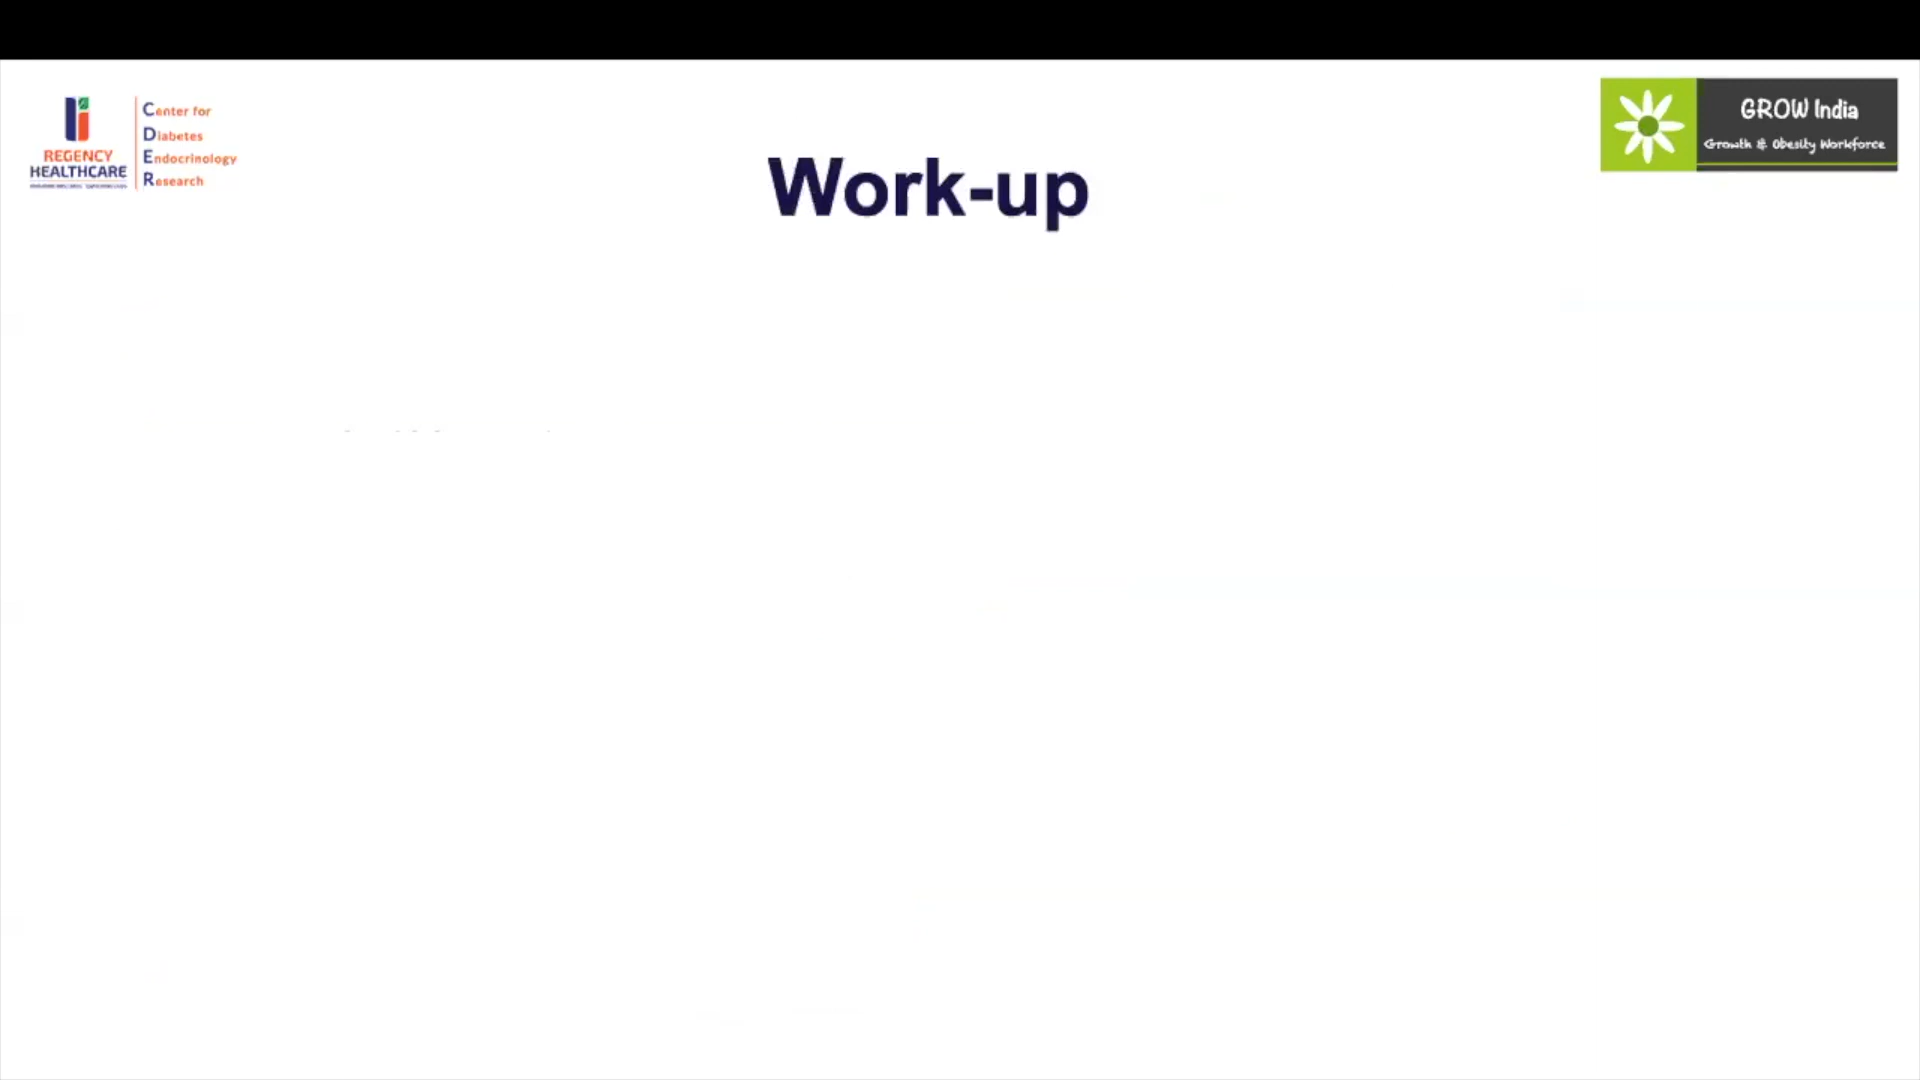 Center for
Diabetes
Endocrinology
Research
REGENCY
HEALTHCARE
GROW India
Growth & Obesity Workforce
Work-up